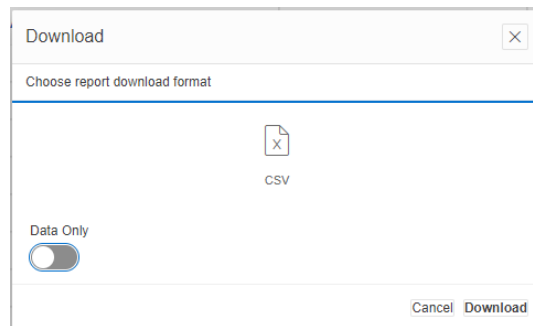 Download
Choose report download format
X
CSV
Data Only
Cancel Download